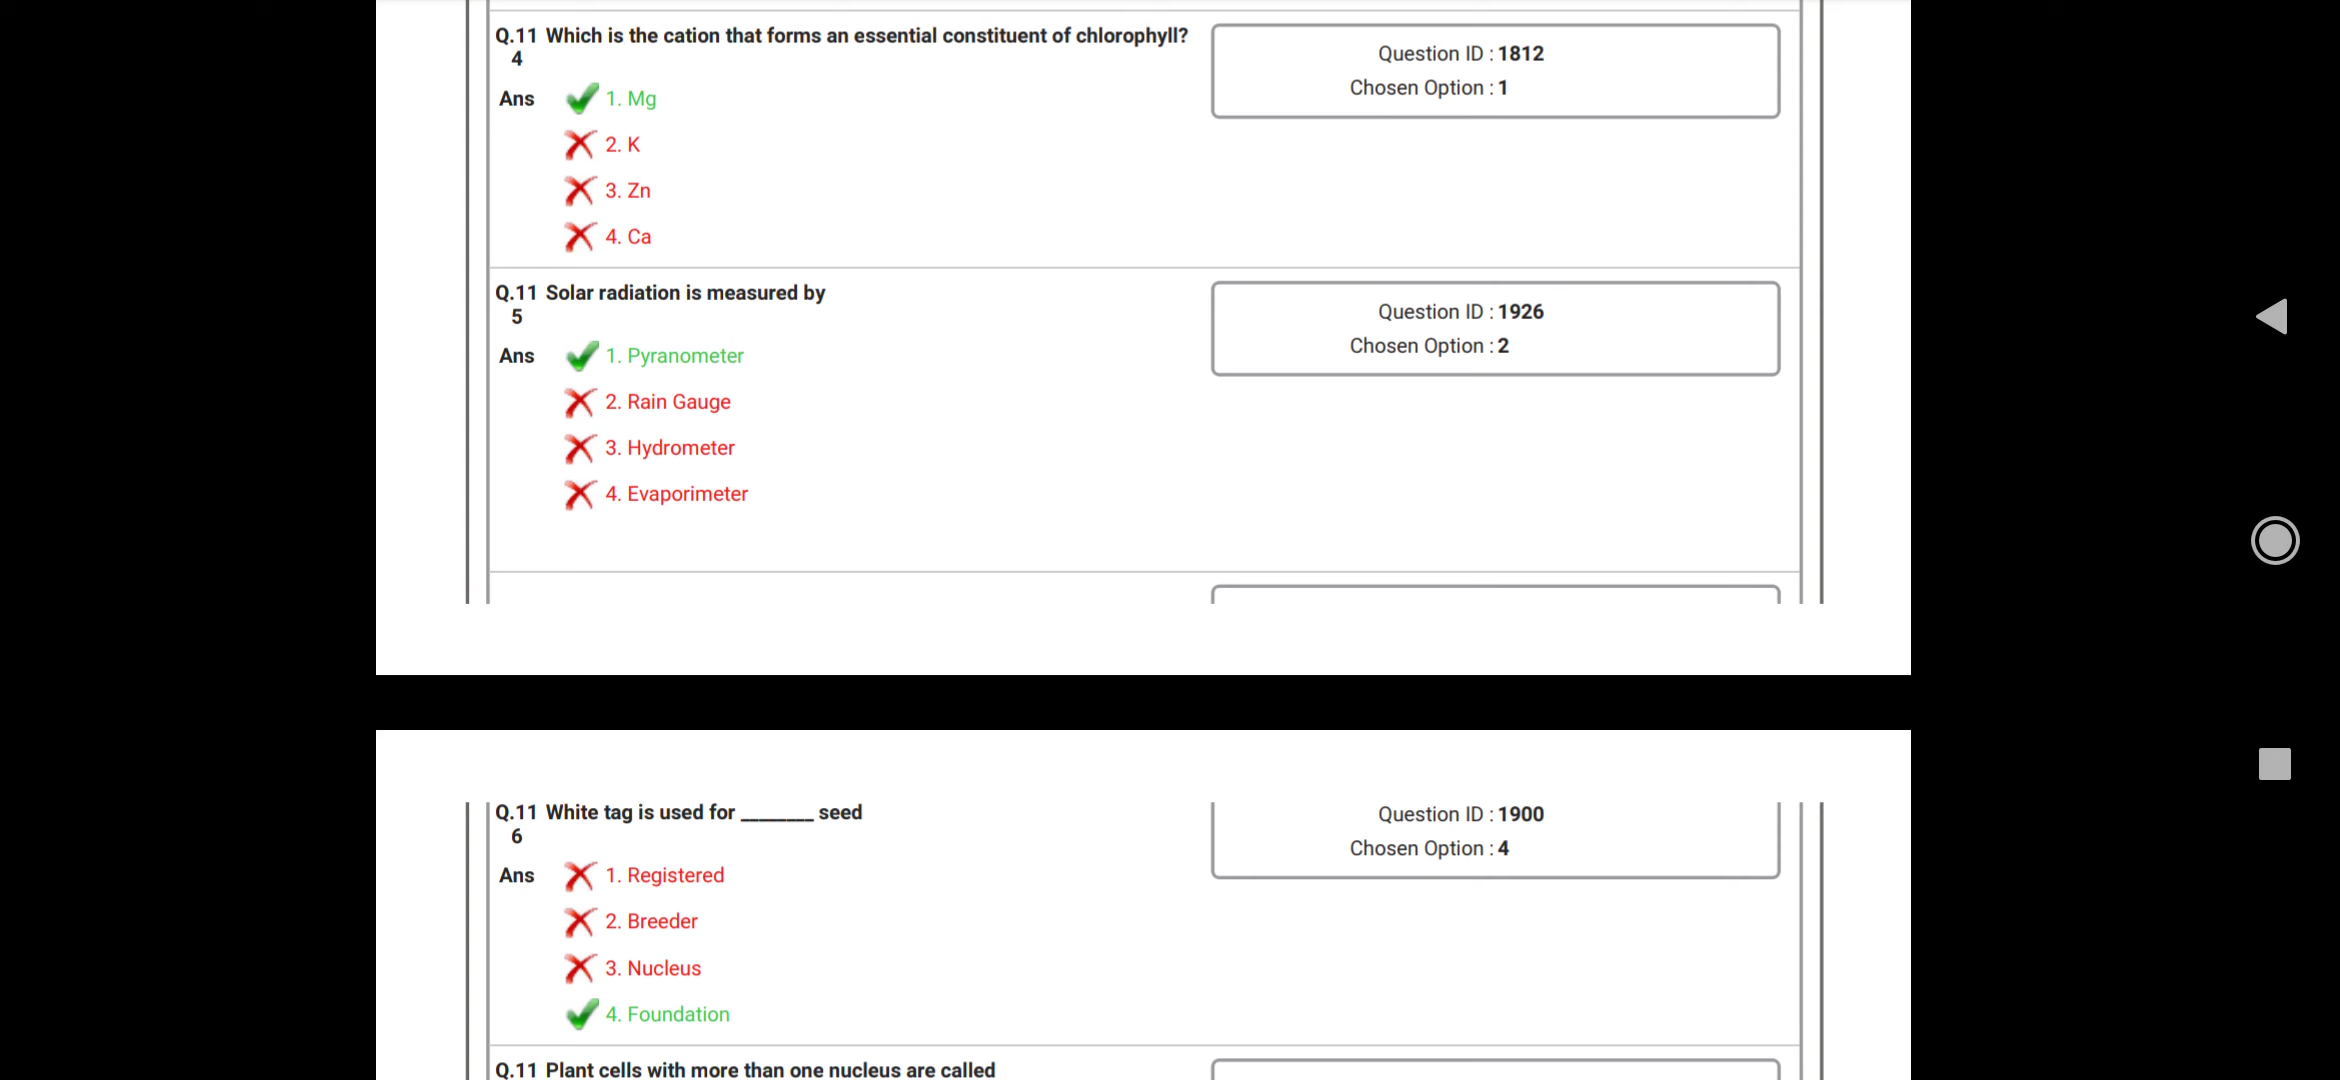 Q.11 Which is the cation that forms an essential constituent of chlorophyll?
4
Question ID : 1812
Chosen Option : 1
Ans 1. Mg
2. K
3. Zn
4. Ca
Q.11 Solar radiation is measured by
5
Question ID : 1926
Chosen Option : 2
Ans 1. Pyranometer
2. Rain Gauge
3. Hydrometer
4. Evaporimeter
Q.11 White tag is used for ________ seed
6
Question ID : 1900
Chosen Option : 4
Ans 1. Registered
2. Breeder
3. Nucleus
4. Foundation
Q.11 Plant cells with more than one nucleus are called